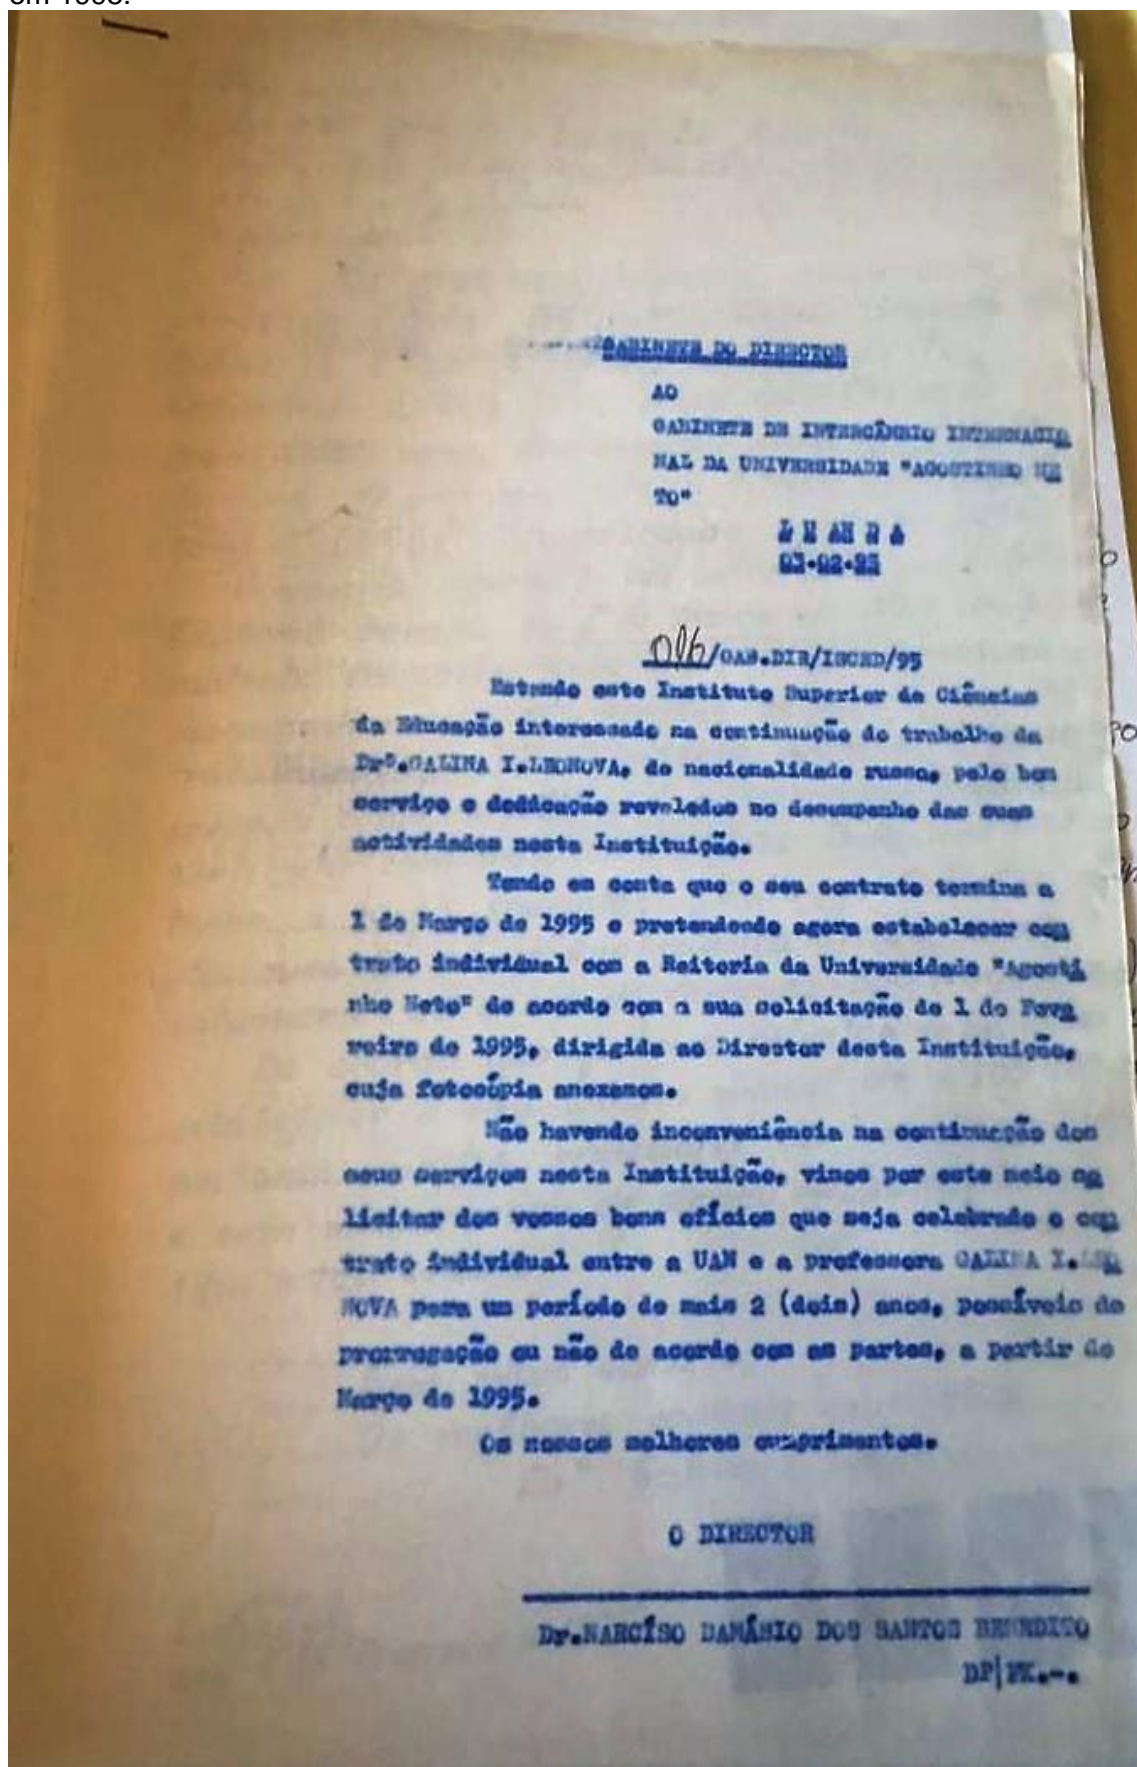 GABINETE DO DIRECTOR
AO
GABINETE DE INTERCÂMBIO INTERNACIO
NAL DA UNIVERSIDADE "AGOSTINHO NE
TO"
L U AN D A
03-02-95
016/GAB.DIR/ISCED/95
Estando este Instituto Superior de Ciências
da Educação interessado na continuação do trabalho da
Drª.GALINA I.LEONOVA, de nacionalidade russa, pelo bom
serviço e dedicação revelados no desempenho das suas
actividades nesta Instituição.
Tendo em conta que o seu contrato termina a
1 de Março de 1995 e pretendendo agora estabelecer con
trato individual com a Reitoria da Universidade "Agosti
nho Neto" de acordo com a sua solicitação de 1 de Feve
reiro de 1995, dirigida ao Director desta Instituição,
cuja fotocópia anexamos.
Não havendo inconveniência na continuação dos
seus serviços nesta Instituição, vimos por este meio so
licitar dos vossos bons ofícios que seja celebrado o con
trato individual entre a UAN e a professora GALINA I.LEO
NOVA para um período de mais 2 (dois) anos, possíveis de
prorrogação ou não de acordo com as partes, a partir de
Março de 1995.
Os nossos melhores cumprimentos.
O DIRECTOR
Dr.NARCÍSO DAMÁSIO DOS SANTOS BENEDITO
DP|FK.-.